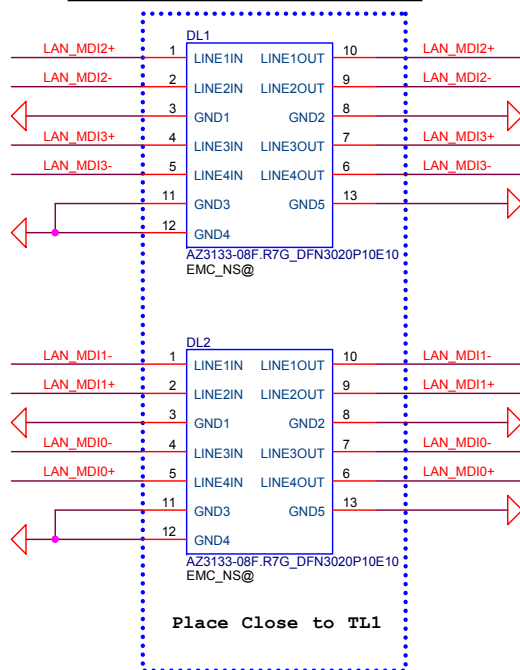 DL1
LAN_MDI2+ 1 LINE1IN LINE1OUT 10 LAN_MDI2+
LAN_MDI2- 2 LINE2IN LINE2OUT 9 LAN_MDI2-
3 GND1 GND2 8
LAN_MDI3+ 4 LINE3IN LINE3OUT 7 LAN_MDI3+
LAN_MDI3- 5 LINE4IN LINE4OUT 6 LAN_MDI3-
11 GND3 GND5 13
12 GND4
AZ3133-08F.R7G_DFN3020P10E10
EMC_NS@
DL2
LAN_MDI1- 1 LINE1IN LINE1OUT 10 LAN_MDI1-
LAN_MDI1+ 2 LINE2IN LINE2OUT 9 LAN_MDI1+
3 GND1 GND2 8
LAN_MDI0- 4 LINE3IN LINE3OUT 7 LAN_MDI0-
LAN_MDI0+ 5 LINE4IN LINE4OUT 6 LAN_MDI0+
11 GND3 GND5 13
12 GND4
AZ3133-08F.R7G_DFN3020P10E10
EMC_NS@
Place Close to TL1